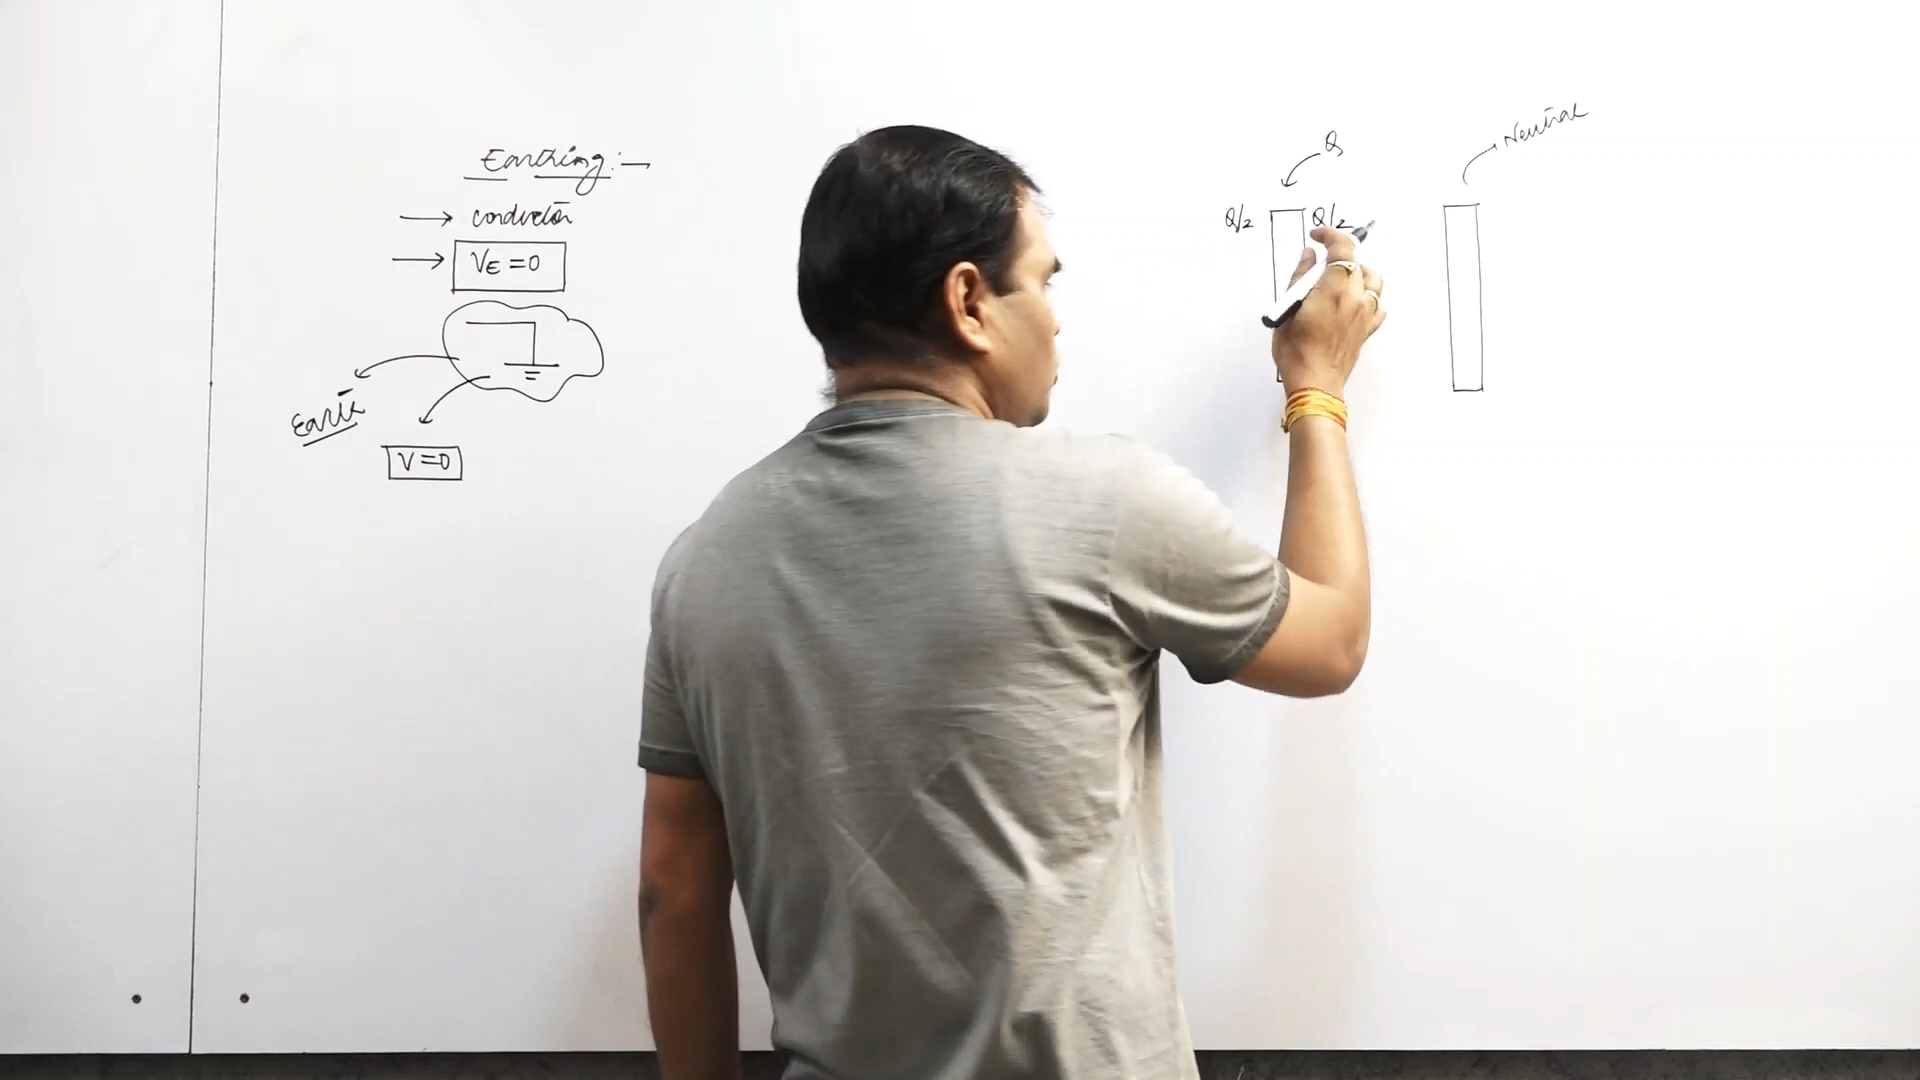 Earthing :-
→ conductor
→ VE = 0
Earth
V=0
Q
Q/2 Q/2
Neutral